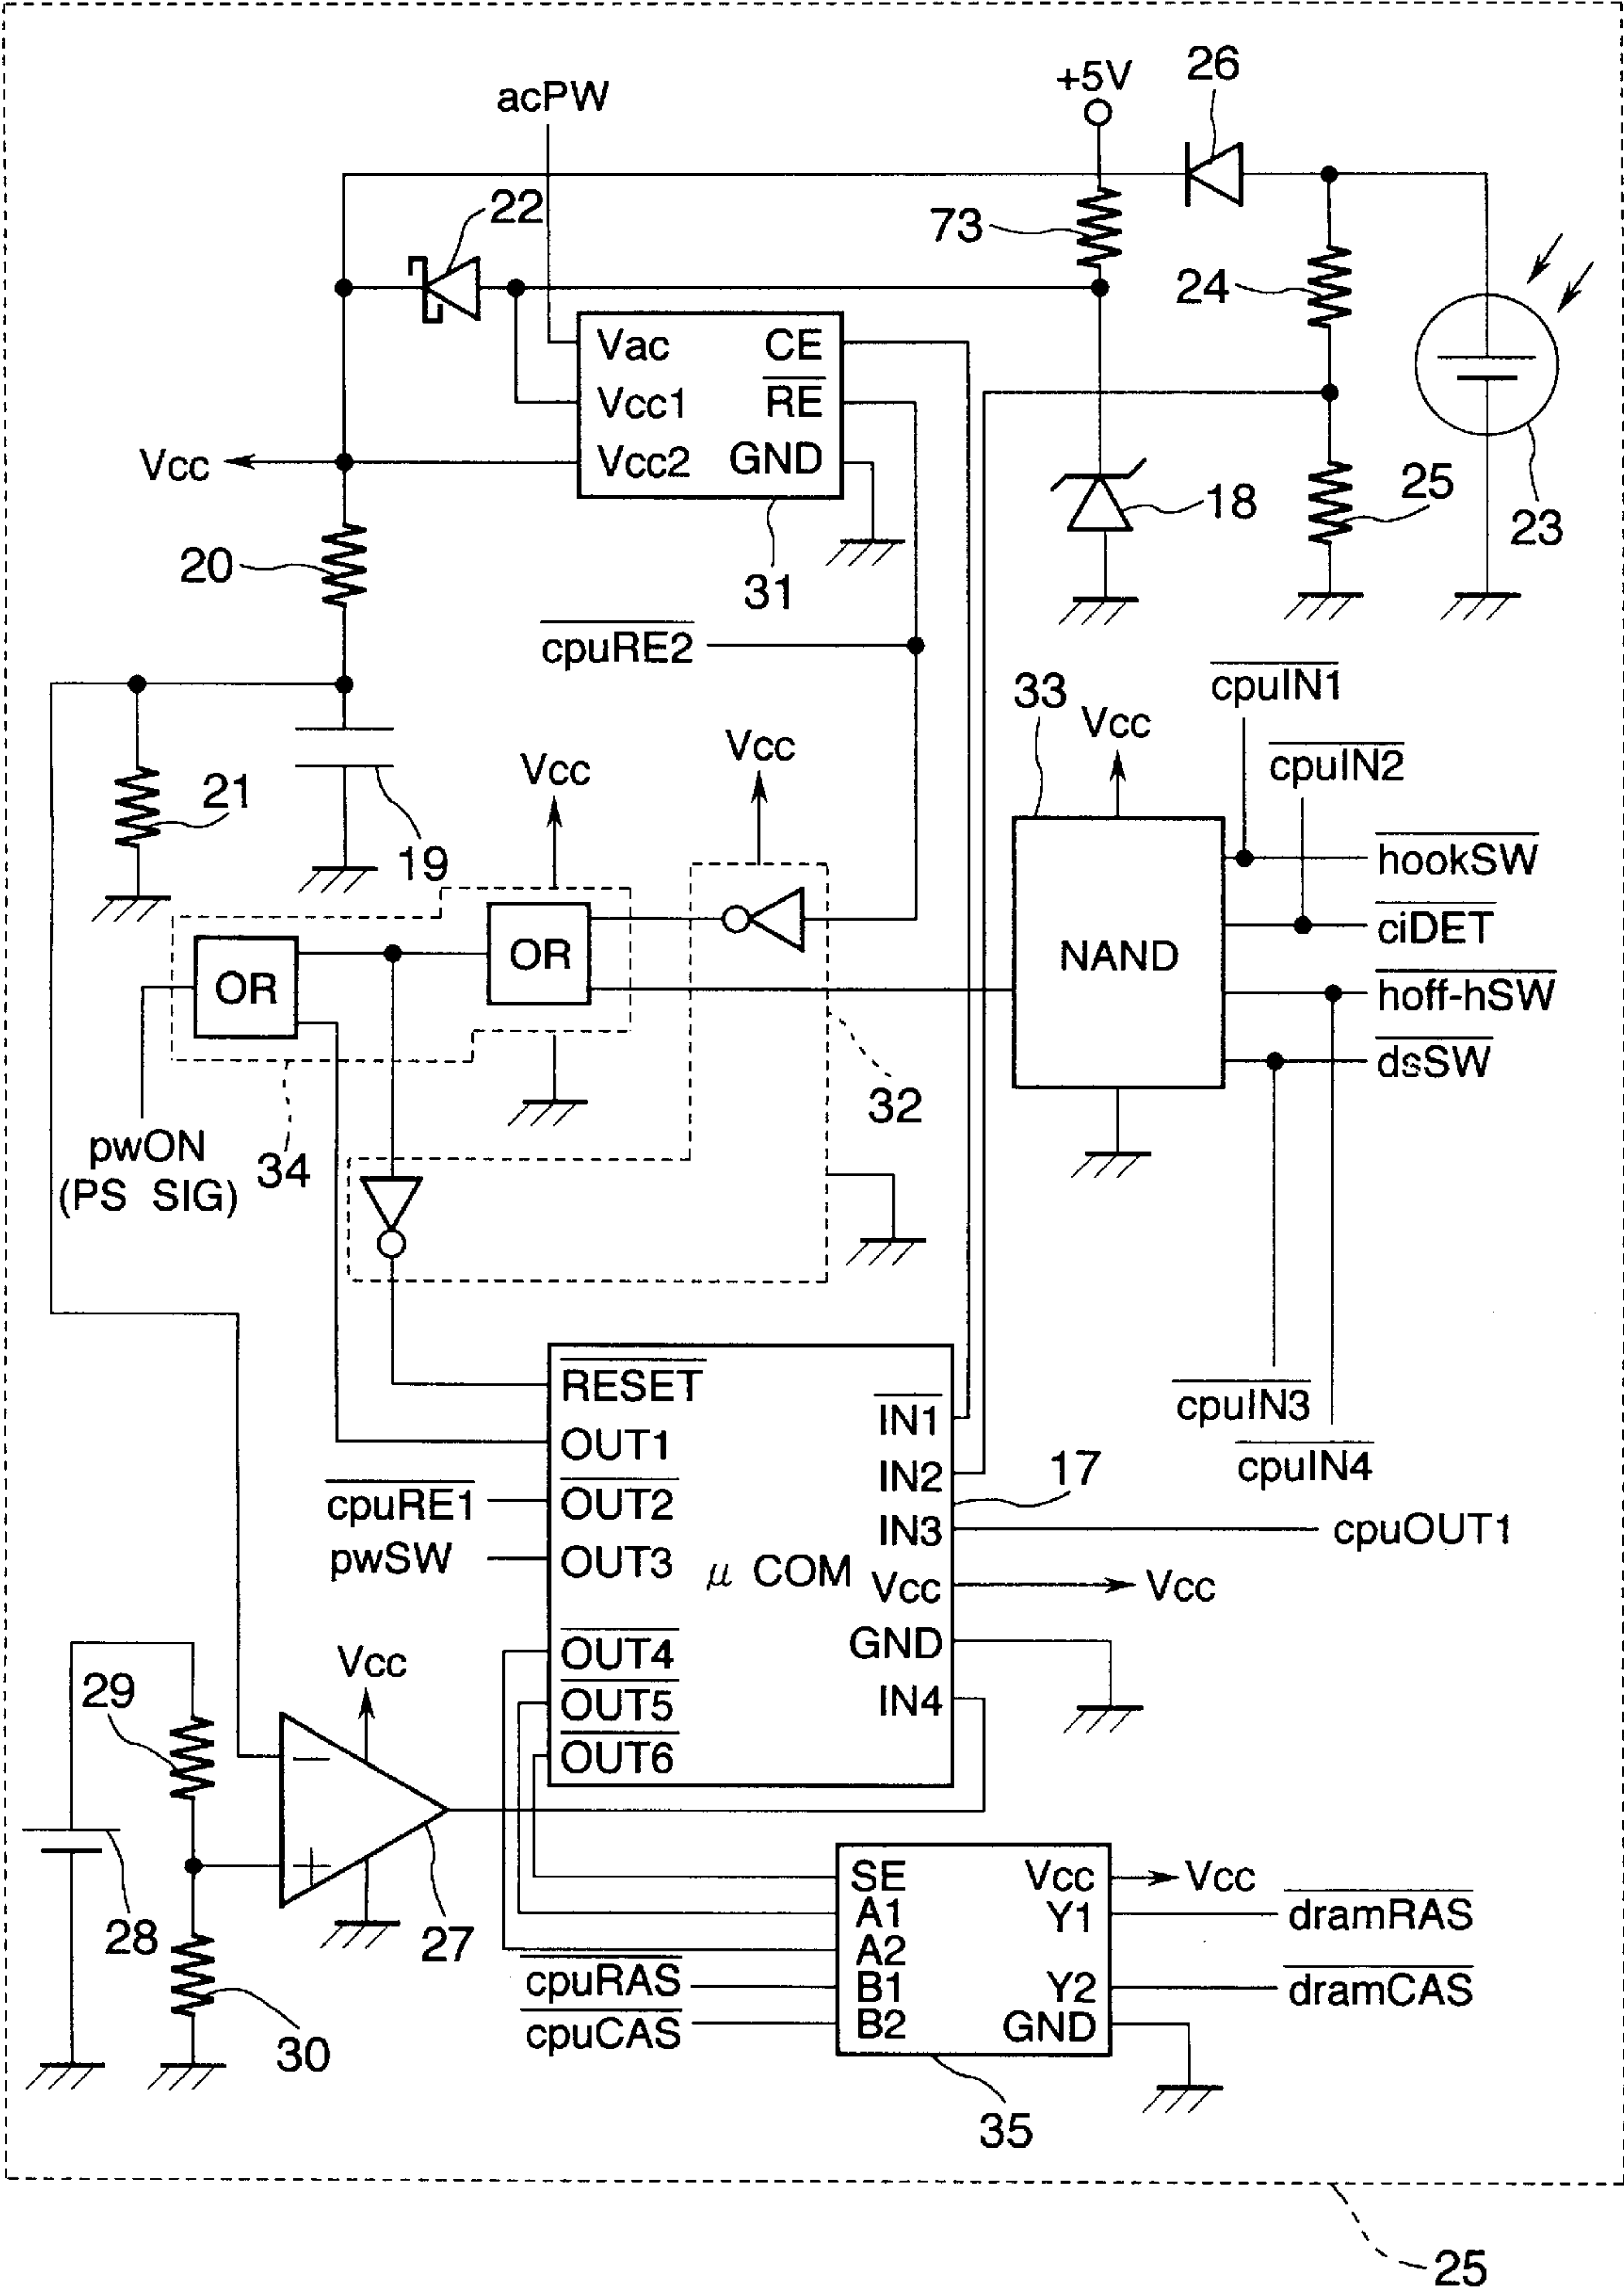 26
+5V
acPW
22
73
24
Vac CE
Vcc1 RE
Vcc2 GND
Vcc
18
25
23
20
31
cpuRE2
33
cpuIN1
Vcc
cpuIN2
Vcc
Vcc
21
19
hookSW
ciDET
NAND
OR
OR
hoff-hSW
dsSW
32
pwON
(PS SIG)
34
RESET
OUT1
OUT2
OUT3
OUT4
OUT5
OUT6
μ COM
IN1
IN2
IN3
Vcc
GND
IN4
cpuIN3
cpuIN4
17
cpuRE1
pwSW
cpuOUT1
Vcc
29
Vcc
28
27
30
SE Vcc
A1 Y1
A2
B1 Y2
B2 GND
Vcc
dramRAS
dramCAS
cpuRAS
cpuCAS
35
25